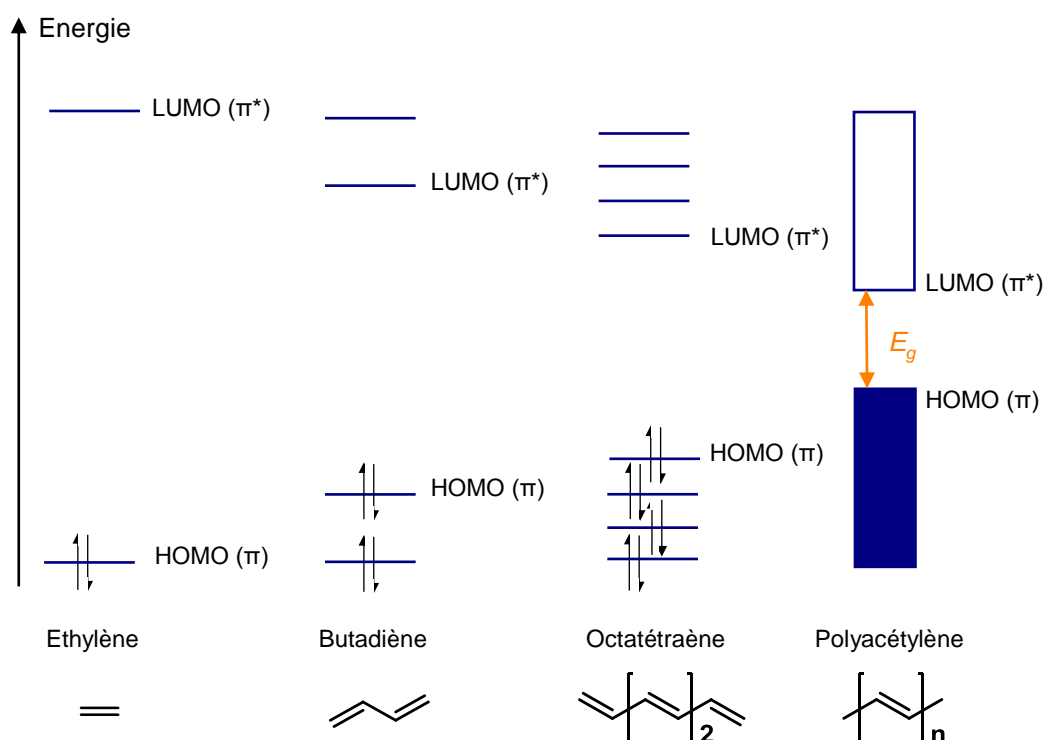 Energie
LUMO (π*)
LUMO (π*)
LUMO (π*)
LUMO (π*)
E_g
HOMO (π)
HOMO (π)
HOMO (π)
HOMO (π)
Ethylène
Butadiène
Octatétraène
Polyacétylène
2
n